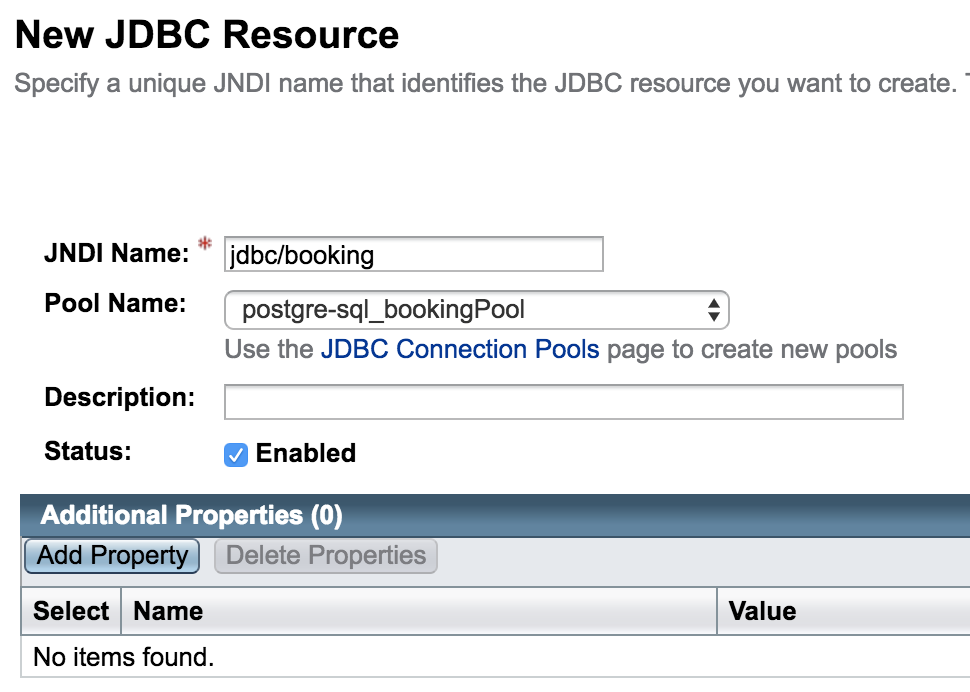 New JDBC Resource
Specify a unique JNDI name that identifies the JDBC resource you want to create.
JNDI Name: * jdbc/booking
Pool Name: postgre-sql_bookingPool
Use the JDBC Connection Pools page to create new pools
Description:
Status: Enabled
Additional Properties (0)
Add Property Delete Properties
Select Name Value
No items found.